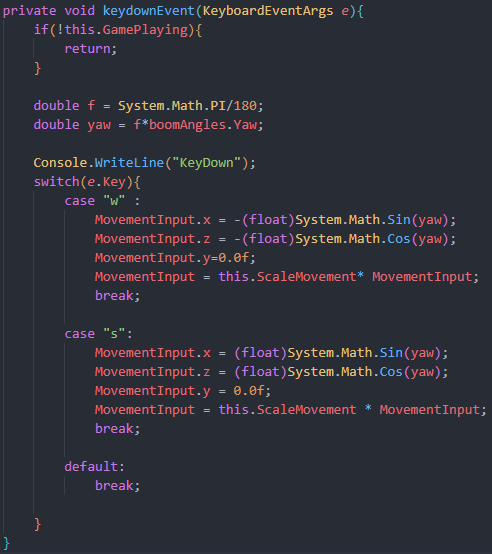 private void keydownEvent(KeyboardEventArgs e){
    if(!this.GamePlaying){
        return;
    }

    double f = System.Math.PI/180;
    double yaw = f*boomAngles.Yaw;

    Console.WriteLine("KeyDown");
    switch(e.Key){
        case "w" :
            MovementInput.x = -(float)System.Math.Sin(yaw);
            MovementInput.z = -(float)System.Math.Cos(yaw);
            MovementInput.y=0.0f;
            MovementInput = this.ScaleMovement* MovementInput;
            break;

        case "s":
            MovementInput.x = (float)System.Math.Sin(yaw);
            MovementInput.z = (float)System.Math.Cos(yaw);
            MovementInput.y = 0.0f;
            MovementInput = this.ScaleMovement * MovementInput;
            break;

        default:
            break;

    }
}